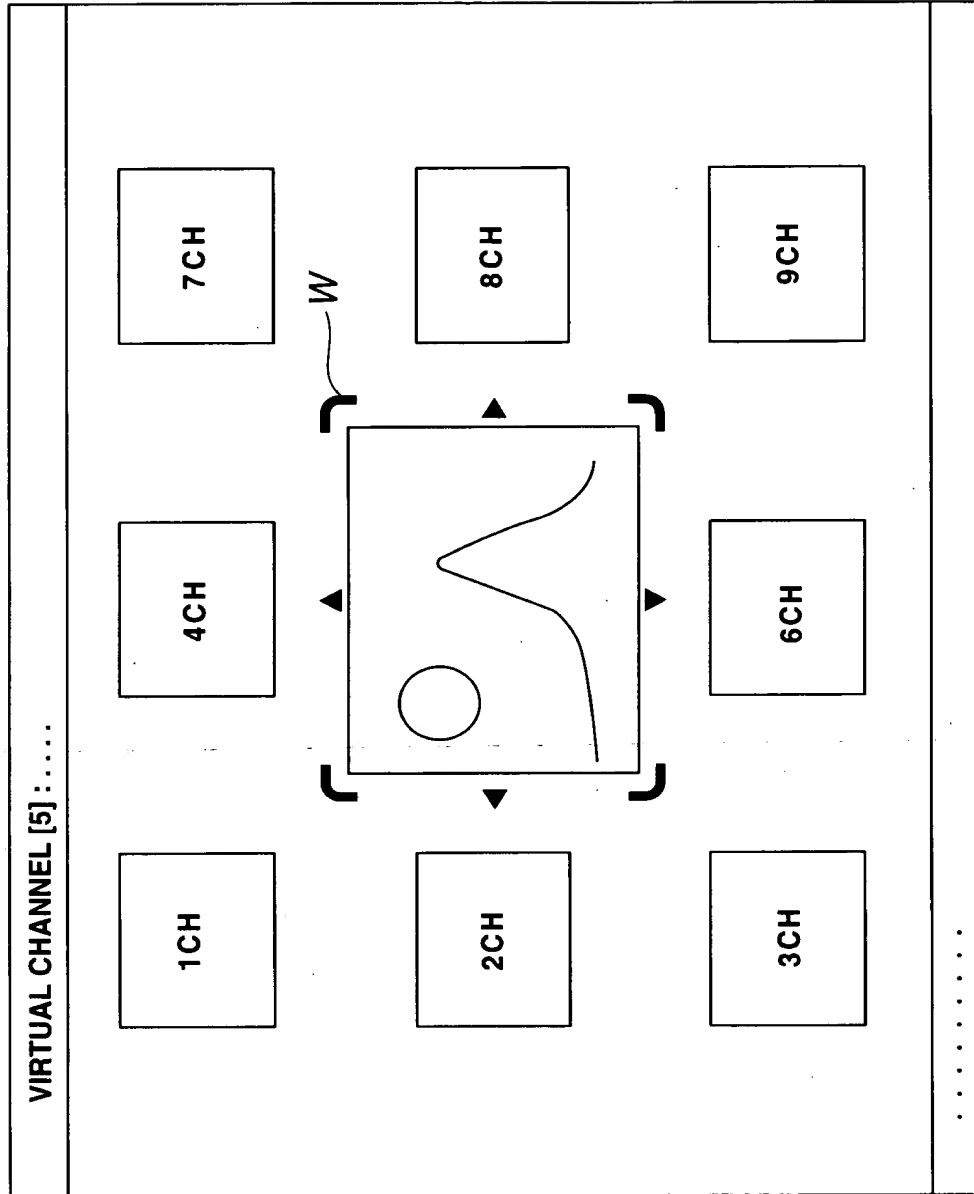 VIRTUAL CHANNEL [5] :....
1CH
4CH
7CH
W
2CH
8CH
3CH
6CH
9CH
. . . . . . . . . .